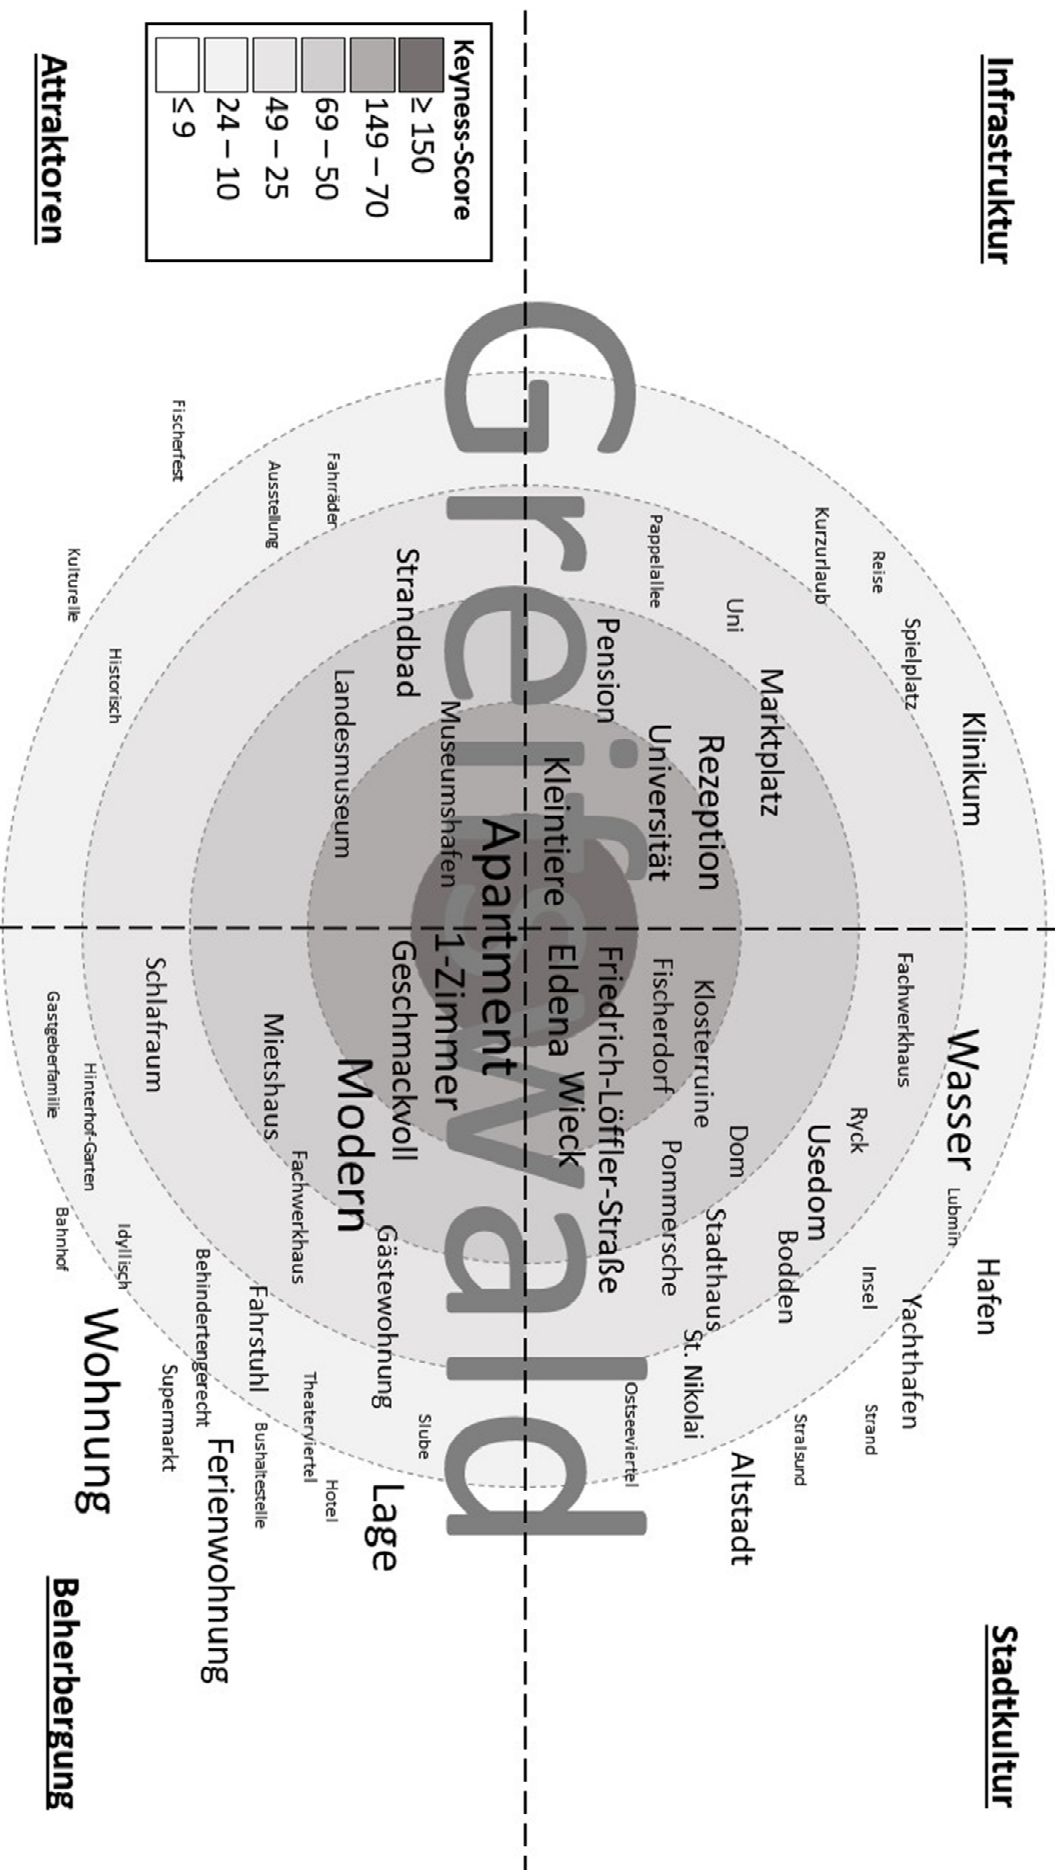 Infrastruktur
Stadtkultur
Klinikum
Spielplatz
Reise
Kurzurlaub
Marktplatz
Uni
Rezeption
Universität
Pappelallee
Pension
Kleintiere
Hafen
Wasser
Lubmin
Yachthafen
Fachwerkhaus
Ryck
Insel
Strand
Usedom
Bodden
Stralsund
Dom
Altstadt
Klosterruine
Stadthaus
St. Nikolai
Fischerdorf
Pommersche
Friedrich-Löffler-Straße
Ostseeviertel
Eldena
Wieck
Greifswald
Apartment
Museumshafen
Strandbad
Landesmuseum
Fahrräder
Ausstellung
Fischerfest
Historisch
Kulturelle
1-Zimmer
Geschmackvoll
Slube
Gästewohnung
Lage
Modern
Hotel
Fachwerkhaus
Theaterviertel
Mietshaus
Fahrstuhl
Bushaltestelle
Behindertengerecht
Ferienwohnung
Schlafraum
Supermarkt
Idyllisch
Hinterhof-Garten
Wohnung
Gastgeberfamilie
Bahnhof
Keyness-Score
≥ 150
149 – 70
69 – 50
49 – 25
24 – 10
≤ 9
Attraktoren
Beherbergung